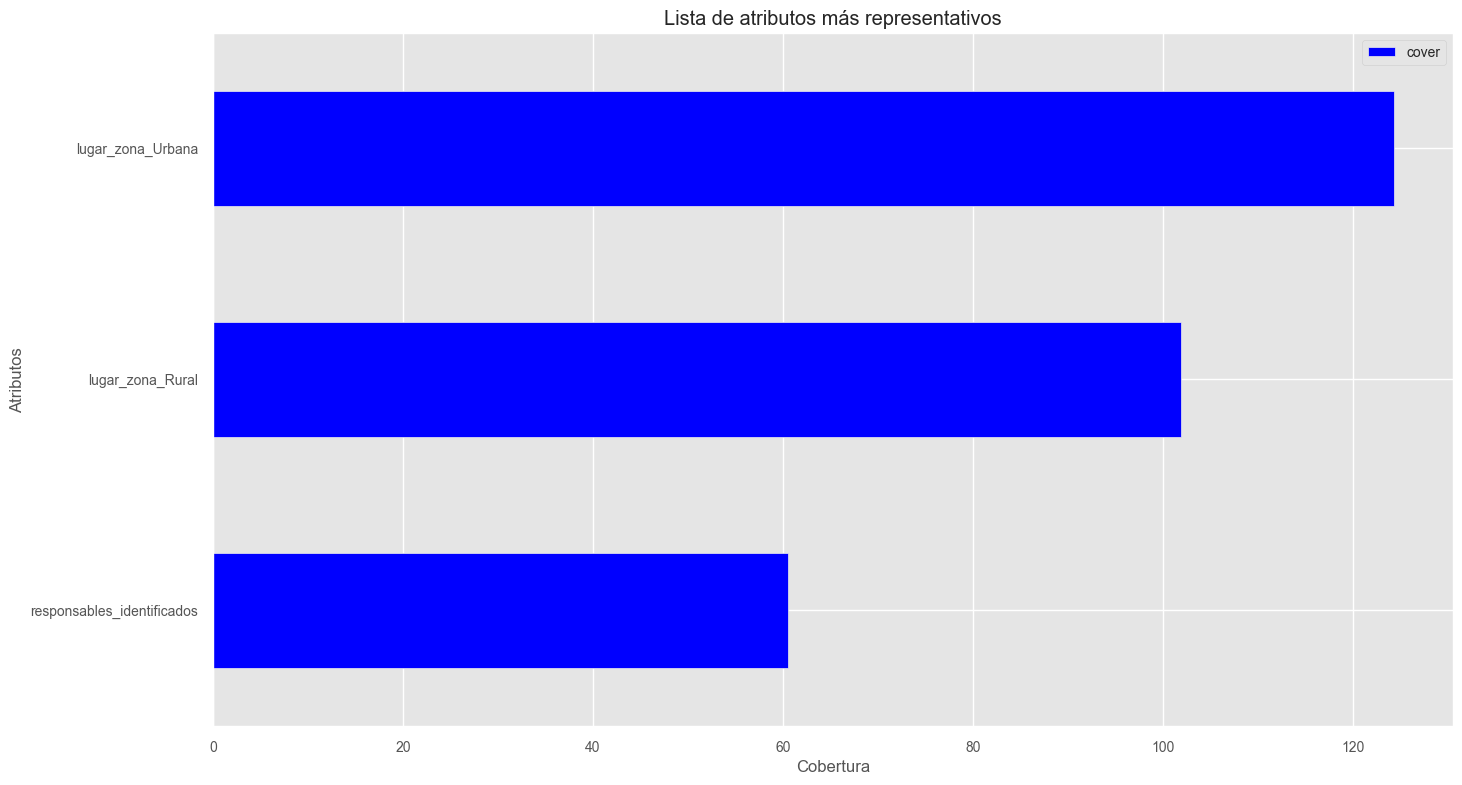 Lista de atributos más representativos
cover
lugar_zona_Urbana
lugar_zona_Rural
responsables_identificados
Atributos
0 20 40 60 80 100 120
Cobertura